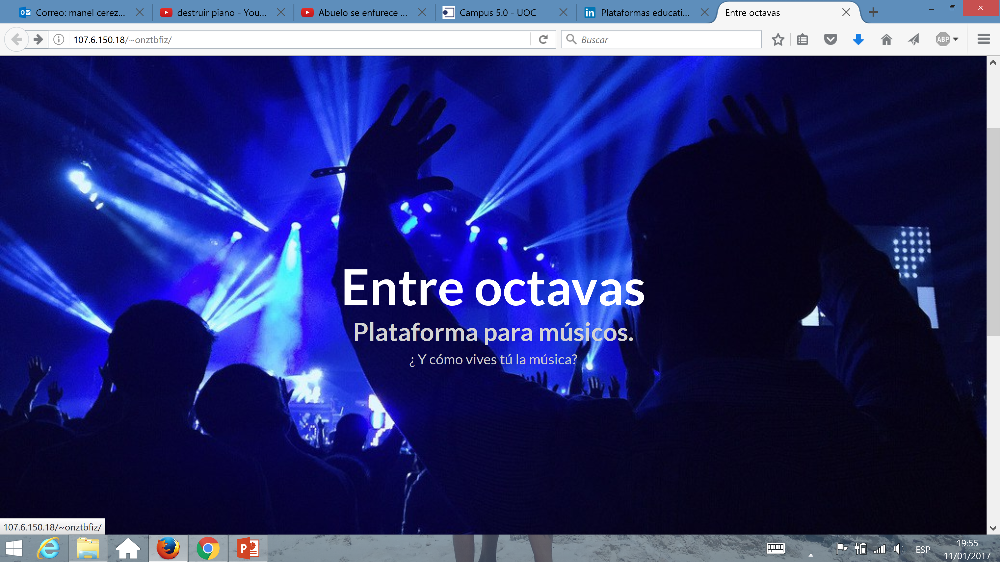 Correo: manel cerez...
destruir piano - You...
Abuelo se enfurece ...
Campus 5.0 - UOC
in
Plataformas educati...
Entre octavas
107.6.150.18/~onztbfiz/
Buscar
ABP
Entre octavas
Plataforma para músicos.
¿ Y cómo vives tú la música?
107.6.150.18/~onztbfiz/
ESP
19:55
11/01/2017